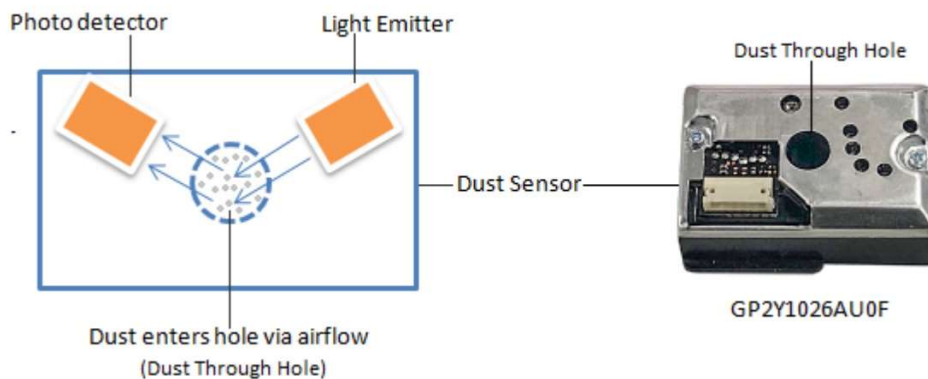 Photo detector
Light Emitter
Dust Through Hole
Dust Sensor
GP2Y1026AU0F
Dust enters hole via airflow
(Dust Through Hole)